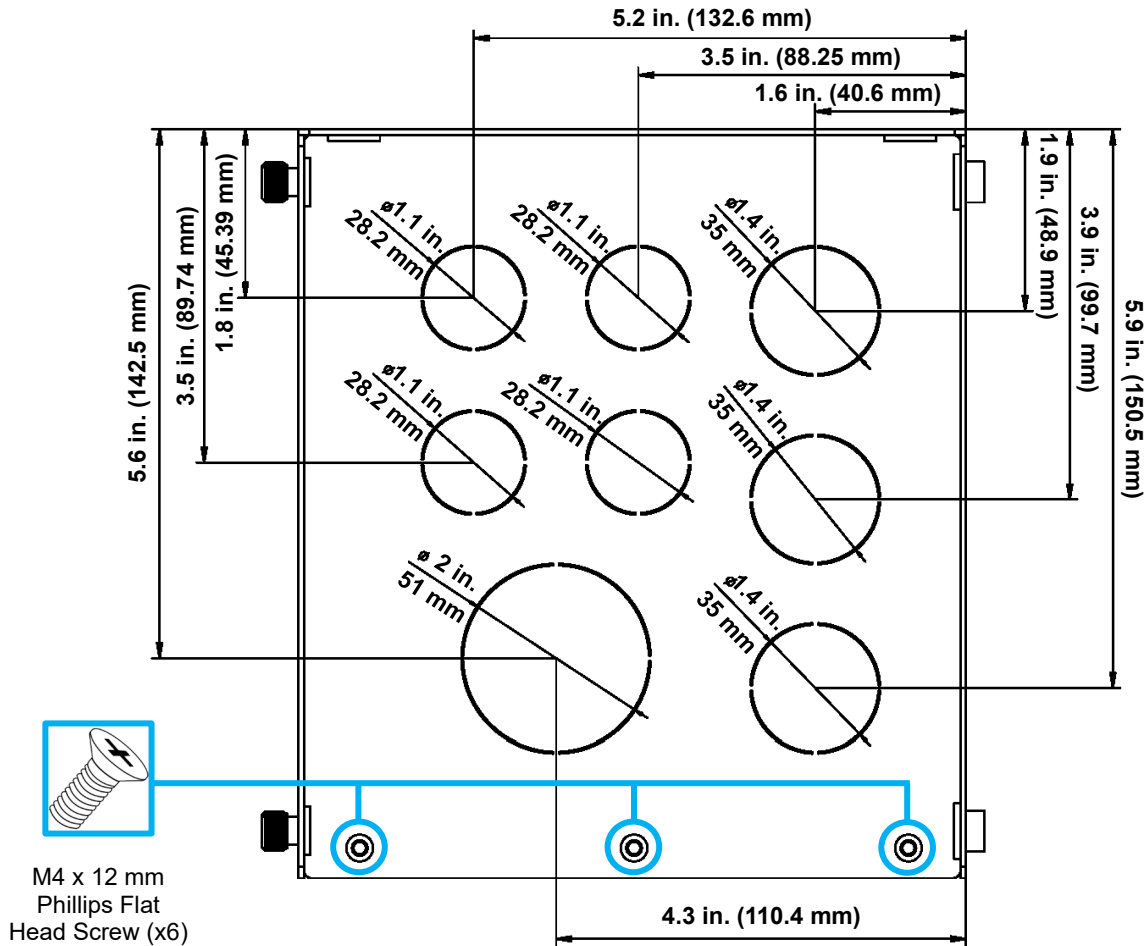 5.2 in. (132.6 mm)
3.5 in. (88.25 mm)
1.6 in. (40.6 mm)
5.6 in. (142.5 mm)
3.5 in. (89.74 mm)
1.8 in. (45.39 mm)
1.9 in. (48.9 mm)
3.9 in. (99.7 mm)
5.9 in. (150.5 mm)
ø1.1 in.
28.2 mm
ø1.1 in.
28.2 mm
ø1.4 in.
35 mm
ø1.1 in.
28.2 mm
ø1.1 in.
28.2 mm
ø1.4 in.
35 mm
ø 2 in.
51 mm
ø1.4 in.
35 mm
M4 x 12 mm
Phillips Flat
Head Screw (x6)
4.3 in. (110.4 mm)